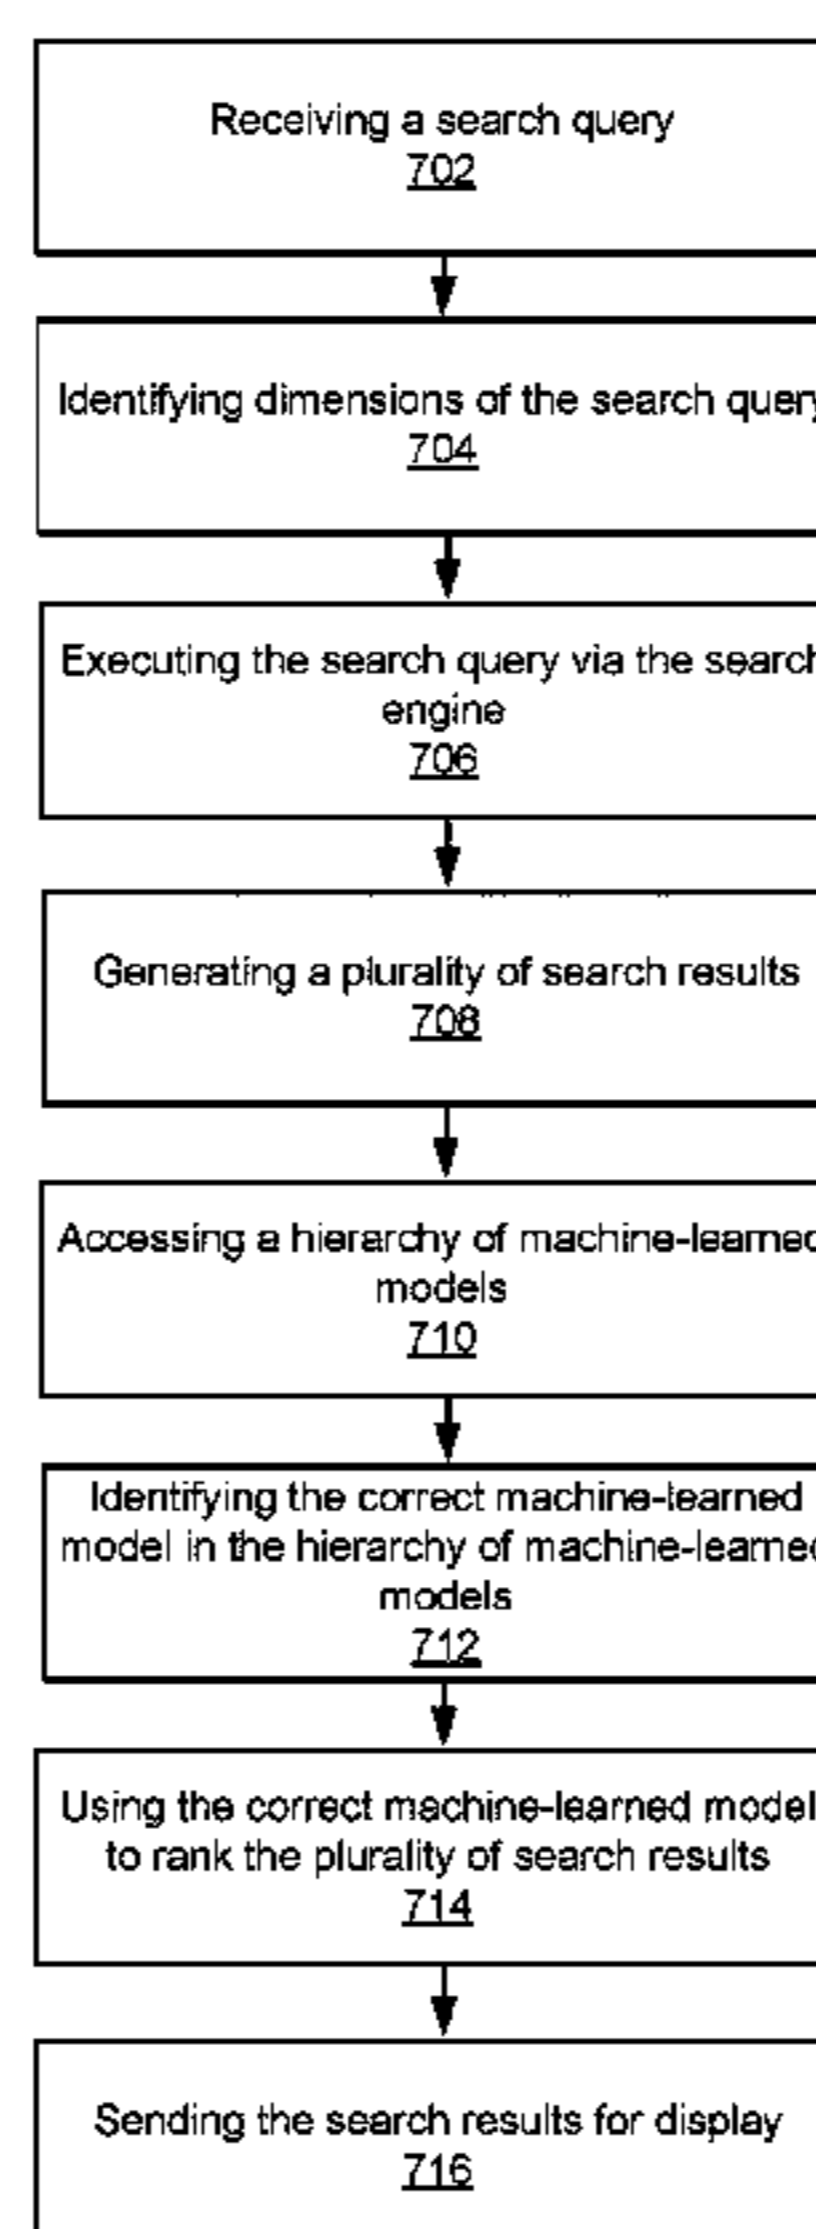 Receiving a search query
702
Identifying dimensions of the search query
704
Executing the search query via the search
engine
706
Generating a plurality of search results
708
Accessing a hierarchy of machine-learned
models
710
Identifying the correct machine-learned
model in the hierarchy of machine-learned
models
712
Using the correct machine-learned model
to rank the plurality of search results
714
Sending the search results for display
716